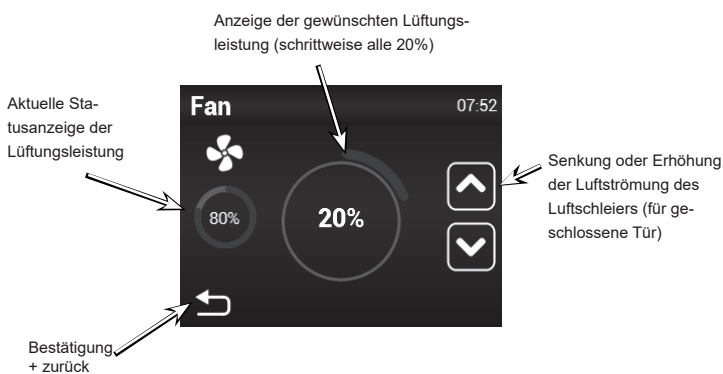 Anzeige der gewünschten Lüftungs-
leistung (schrittweise alle 20%)
Aktuelle Sta-
tusanzeige der
Lüftungsleistung
Fan
07:52
80%
20%
Senkung oder Erhöhung
der Luftströmung des
Luftschleiers (für ge-
schlossene Tür)
Bestätigung
+ zurück